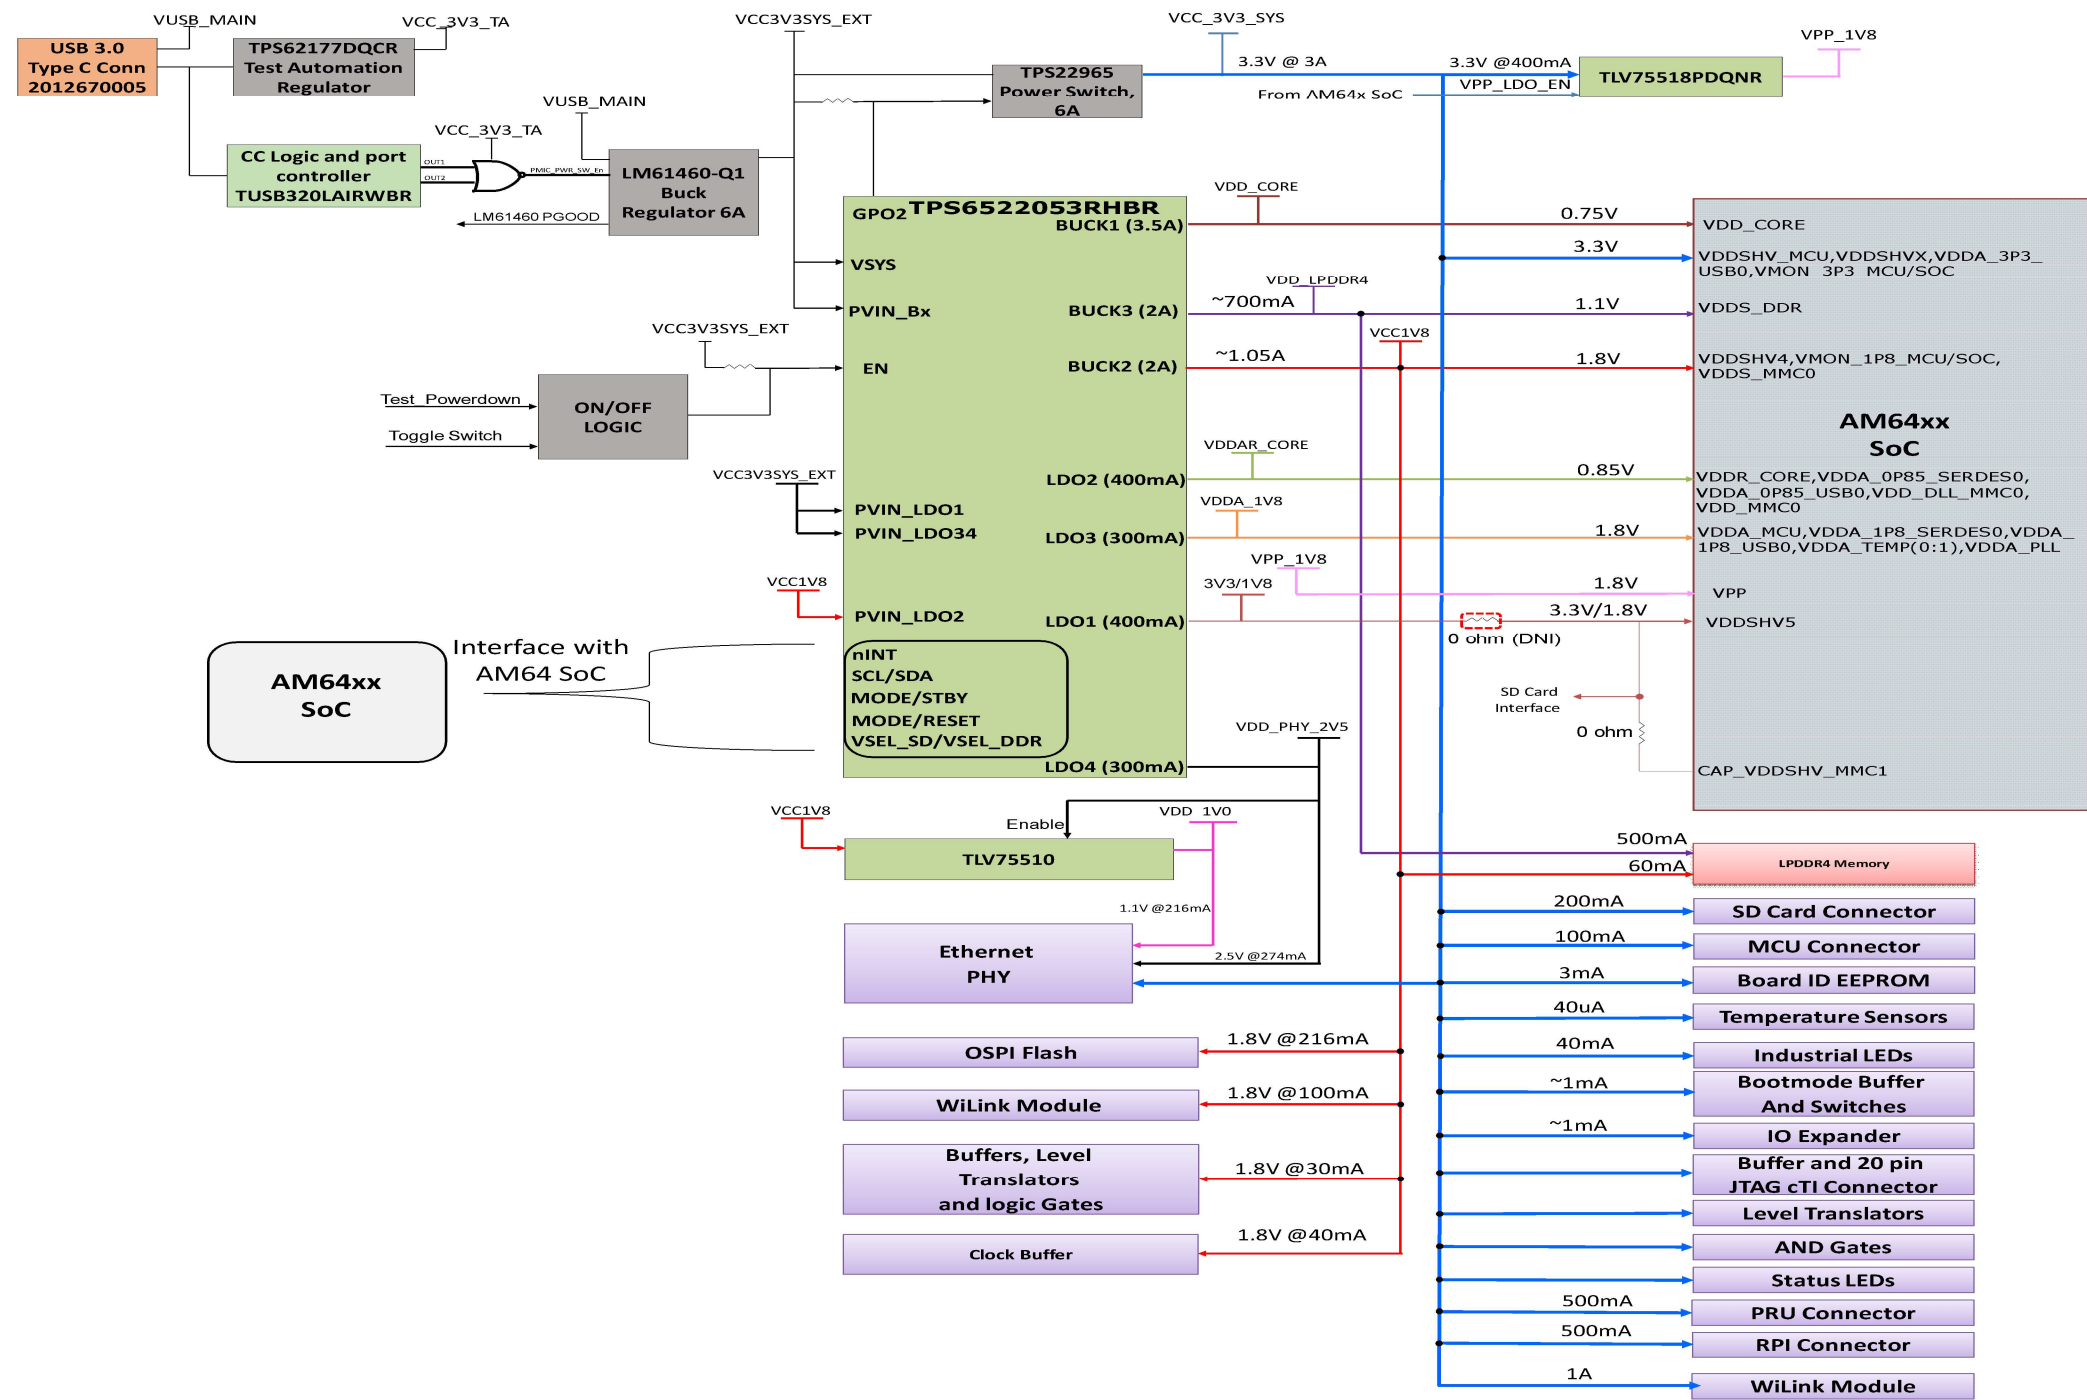 VUSB_MAIN
VCC_3V3_TA
VCC3V3SYS_EXT
VCC_3V3_SYS
VPP_1V8
USB 3.0
Type C Conn
2012670005
TPS62177DQCR
Test Automation
Regulator
TPS22965
Power Switch,
6A
3.3V @ 3A
3.3V @400mA
TLV75518PDQNR
From AM64x SoC
VPP_LDO_EN
VUSB_MAIN
VCC_3V3_TA
CC Logic and port
controller
TUSB320LAIRWBR
OUT1
OUT2
PMIC_PWR_SW_En
LM61460-Q1
Buck
Regulator 6A
LM61460 PGOOD
GPO2
TPS6522053RHBR
BUCK1 (3.5A)
VDD_CORE
0.75V
VDD_CORE
VSYS
3.3V
VDDSHV_MCU,VDDSHVX,VDDA_3P3_
USB0,VMON_3P3_MCU/SOC
VDD_LPDDR4
PVIN_Bx
BUCK3 (2A)
~700mA
1.1V
VDDS_DDR
VCC3V3SYS_EXT
VCC1V8
EN
BUCK2 (2A)
~1.05A
1.8V
VDDSHV4,VMON_1P8_MCU/SOC,
VDDS_MMC0
Test_Powerdown
Toggle Switch
ON/OFF
LOGIC
AM64xx
SoC
VCC3V3SYS_EXT
VDDAR_CORE
LDO2 (400mA)
0.85V
VDDR_CORE,VDDA_0P85_SERDES0,
VDDA_0P85_USB0,VDD_DLL_MMC0,
VDD_MMC0
PVIN_LDO1
PVIN_LDO34
VDDA_1V8
LDO3 (300mA)
1.8V
VDDA_MCU,VDDA_1P8_SERDES0,VDDA_
1P8_USB0,VDDA_TEMP(0:1),VDDA_PLL
VPP_1V8
1.8V
VPP
VCC1V8
3V3/1V8
PVIN_LDO2
LDO1 (400mA)
3.3V/1.8V
0 ohm (DNI)
VDDSHV5
AM64xx
SoC
Interface with
AM64 SoC
nINT
SCL/SDA
MODE/STBY
MODE/RESET
VSEL_SD/VSEL_DDR
SD Card
Interface
0 ohm
CAP_VDDSHV_MMC1
VDD_PHY_2V5
LDO4 (300mA)
VCC1V8
Enable
VDD_1V0
TLV75510
500mA
60mA
LPDDR4 Memory
1.1V @216mA
Ethernet
PHY
2.5V @274mA
200mA
SD Card Connector
100mA
MCU Connector
3mA
Board ID EEPROM
40uA
Temperature Sensors
OSPI Flash
1.8V @216mA
40mA
Industrial LEDs
WiLink Module
1.8V @100mA
~1mA
Bootmode Buffer
And Switches
~1mA
IO Expander
Buffers, Level
Translators
and logic Gates
1.8V @30mA
Buffer and 20 pin
JTAG cTI Connector
Level Translators
Clock Buffer
1.8V @40mA
AND Gates
Status LEDs
500mA
PRU Connector
500mA
RPI Connector
1A
WiLink Module